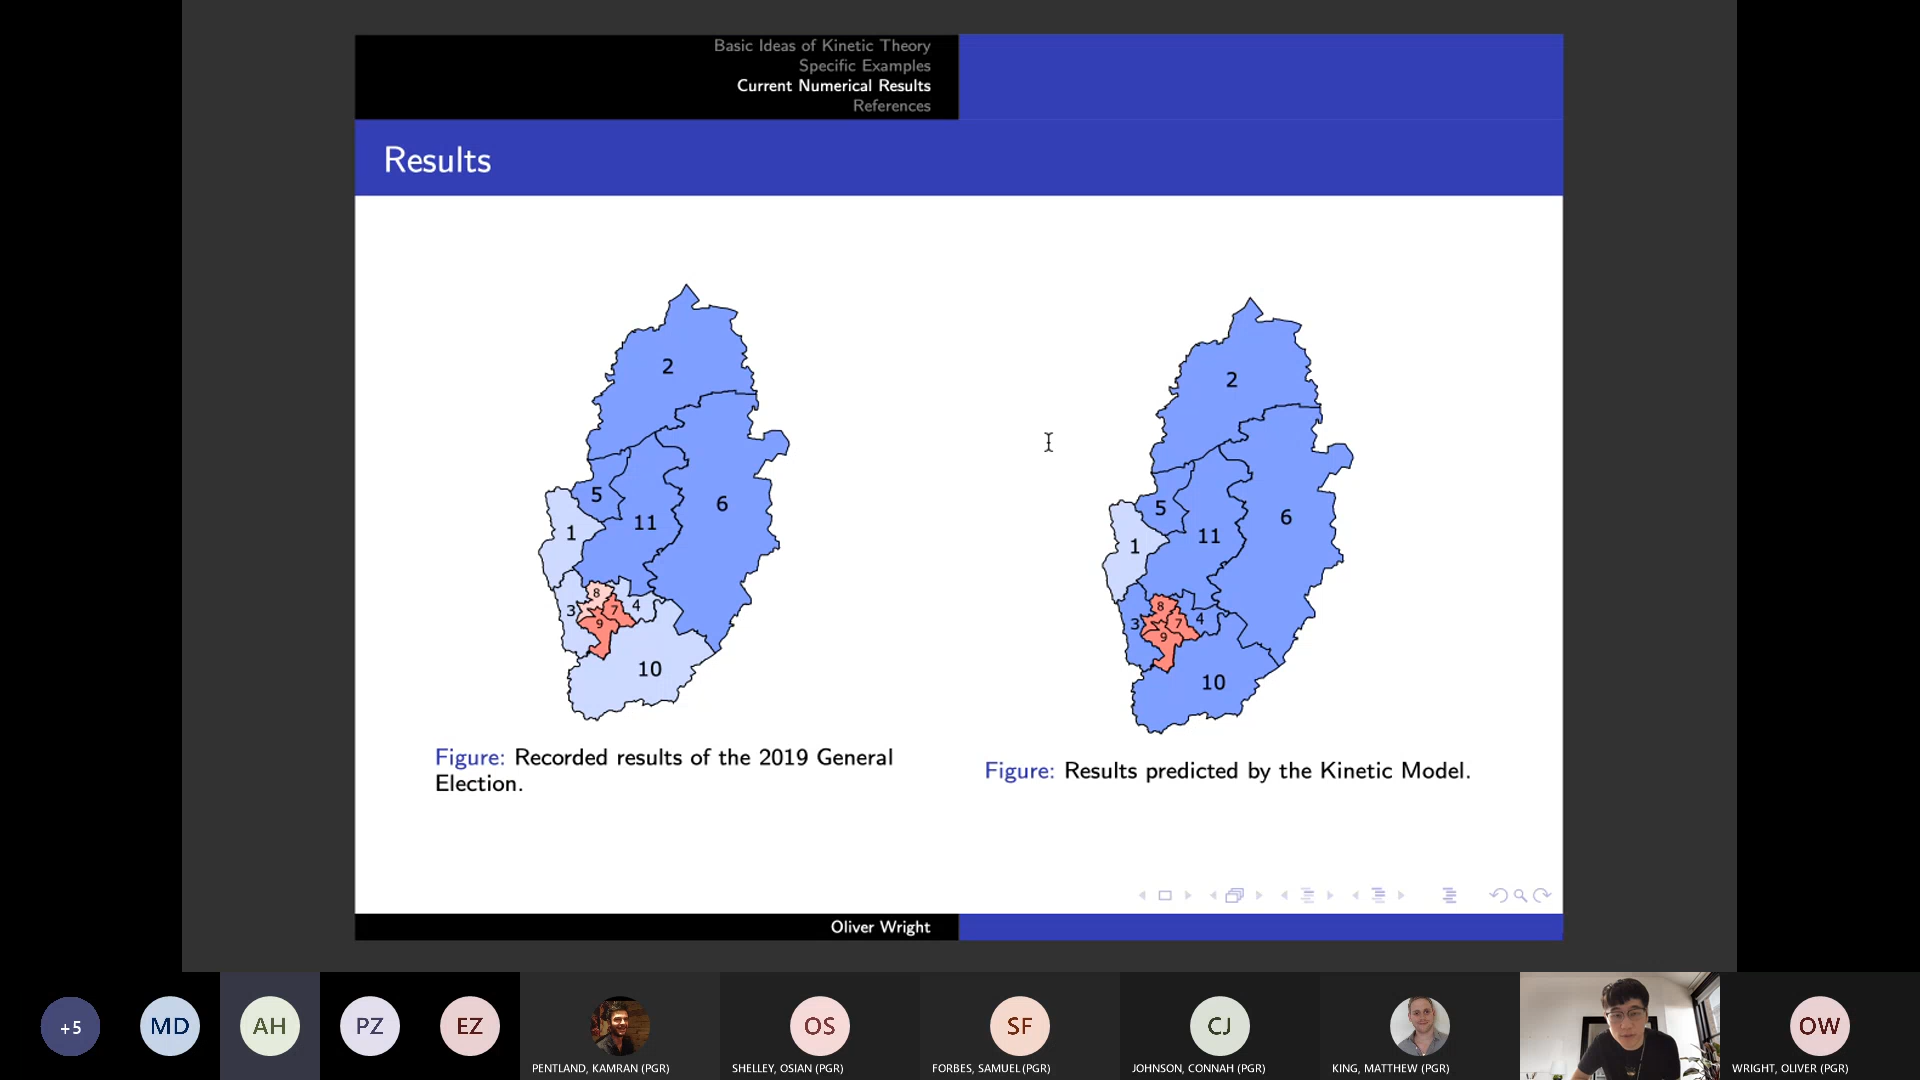 Basic Ideas of Kinetic Theory
Specific Examples
Current Numerical Results
References
Results
2
5
6
11
1
8
3
7
4
9
10
Figure: Recorded results of the 2019 General
Election.
2
5
6
11
1
8
3
7
4
9
10
Figure: Results predicted by the Kinetic Model.
Oliver Wright
+5
MD
AH
PZ
EZ
OS
SF
CJ
OW
PENTLAND, KAMRAN (PGR)
SHELLEY, OSIAN (PGR)
FORBES, SAMUEL (PGR)
JOHNSON, CONNAH (PGR)
KING, MATTHEW (PGR)
WRIGHT, OLIVER (PGR)